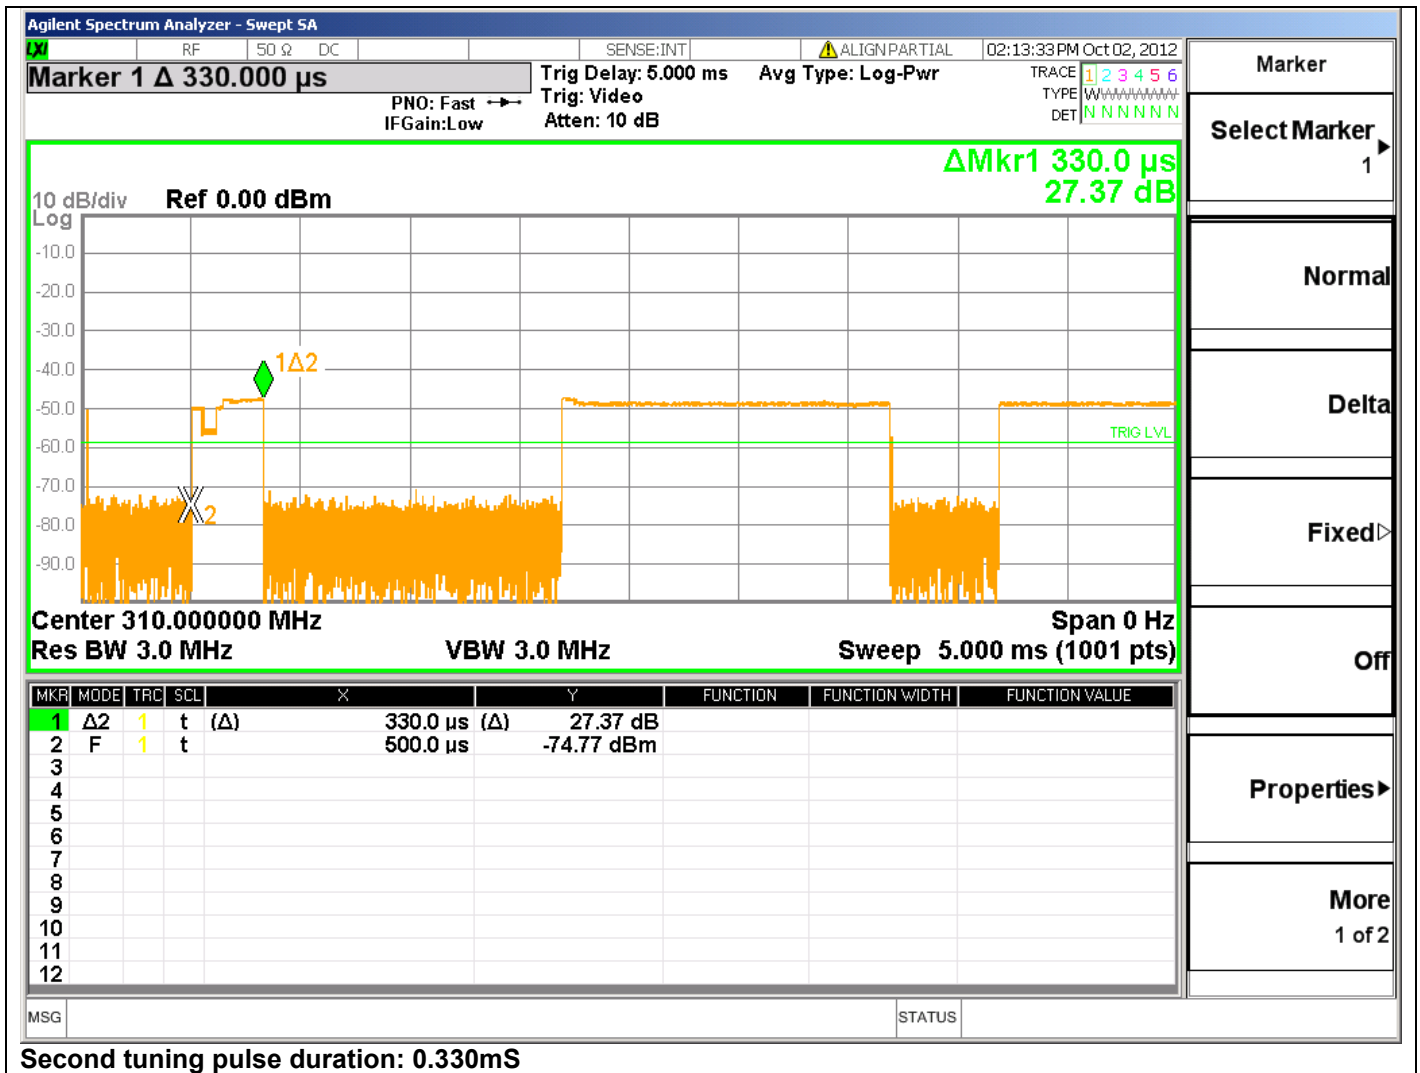 Agilent Spectrum Analyzer - Swept SA
LXI RF 50 Ω DC SENSE:INT ALIGN PARTIAL 02:13:33 PM Oct 02, 2012
Marker 1 Δ 330.000 µs
PNO: Fast
IFGain:Low
Trig Delay: 5.000 ms
Trig: Video
Atten: 10 dB
Avg Type: Log-Pwr
TRACE 1 2 3 4 5 6
TYPE W
DET N N N N N N
ΔMkr1 330.0 µs
27.37 dB
10 dB/div Ref 0.00 dBm
Log
-10.0
-20.0
-30.0
-40.0
-50.0
-60.0
-70.0
-80.0
-90.0
1Δ2
TRIG LVL
2
Center 310.000000 MHz Span 0 Hz
Res BW 3.0 MHz VBW 3.0 MHz Sweep 5.000 ms (1001 pts)
MKR MODE TRC SCL X Y FUNCTION FUNCTION WIDTH FUNCTION VALUE
1 Δ2 1 t (Δ) 330.0 µs (Δ) 27.37 dB
2 F 1 t 500.0 µs -74.77 dBm
3
4
5
6
7
8
9
10
11
12
MSG STATUS
Marker
Select Marker
1
Normal
Delta
Fixed
Off
Properties
More
1 of 2
Second tuning pulse duration: 0.330mS